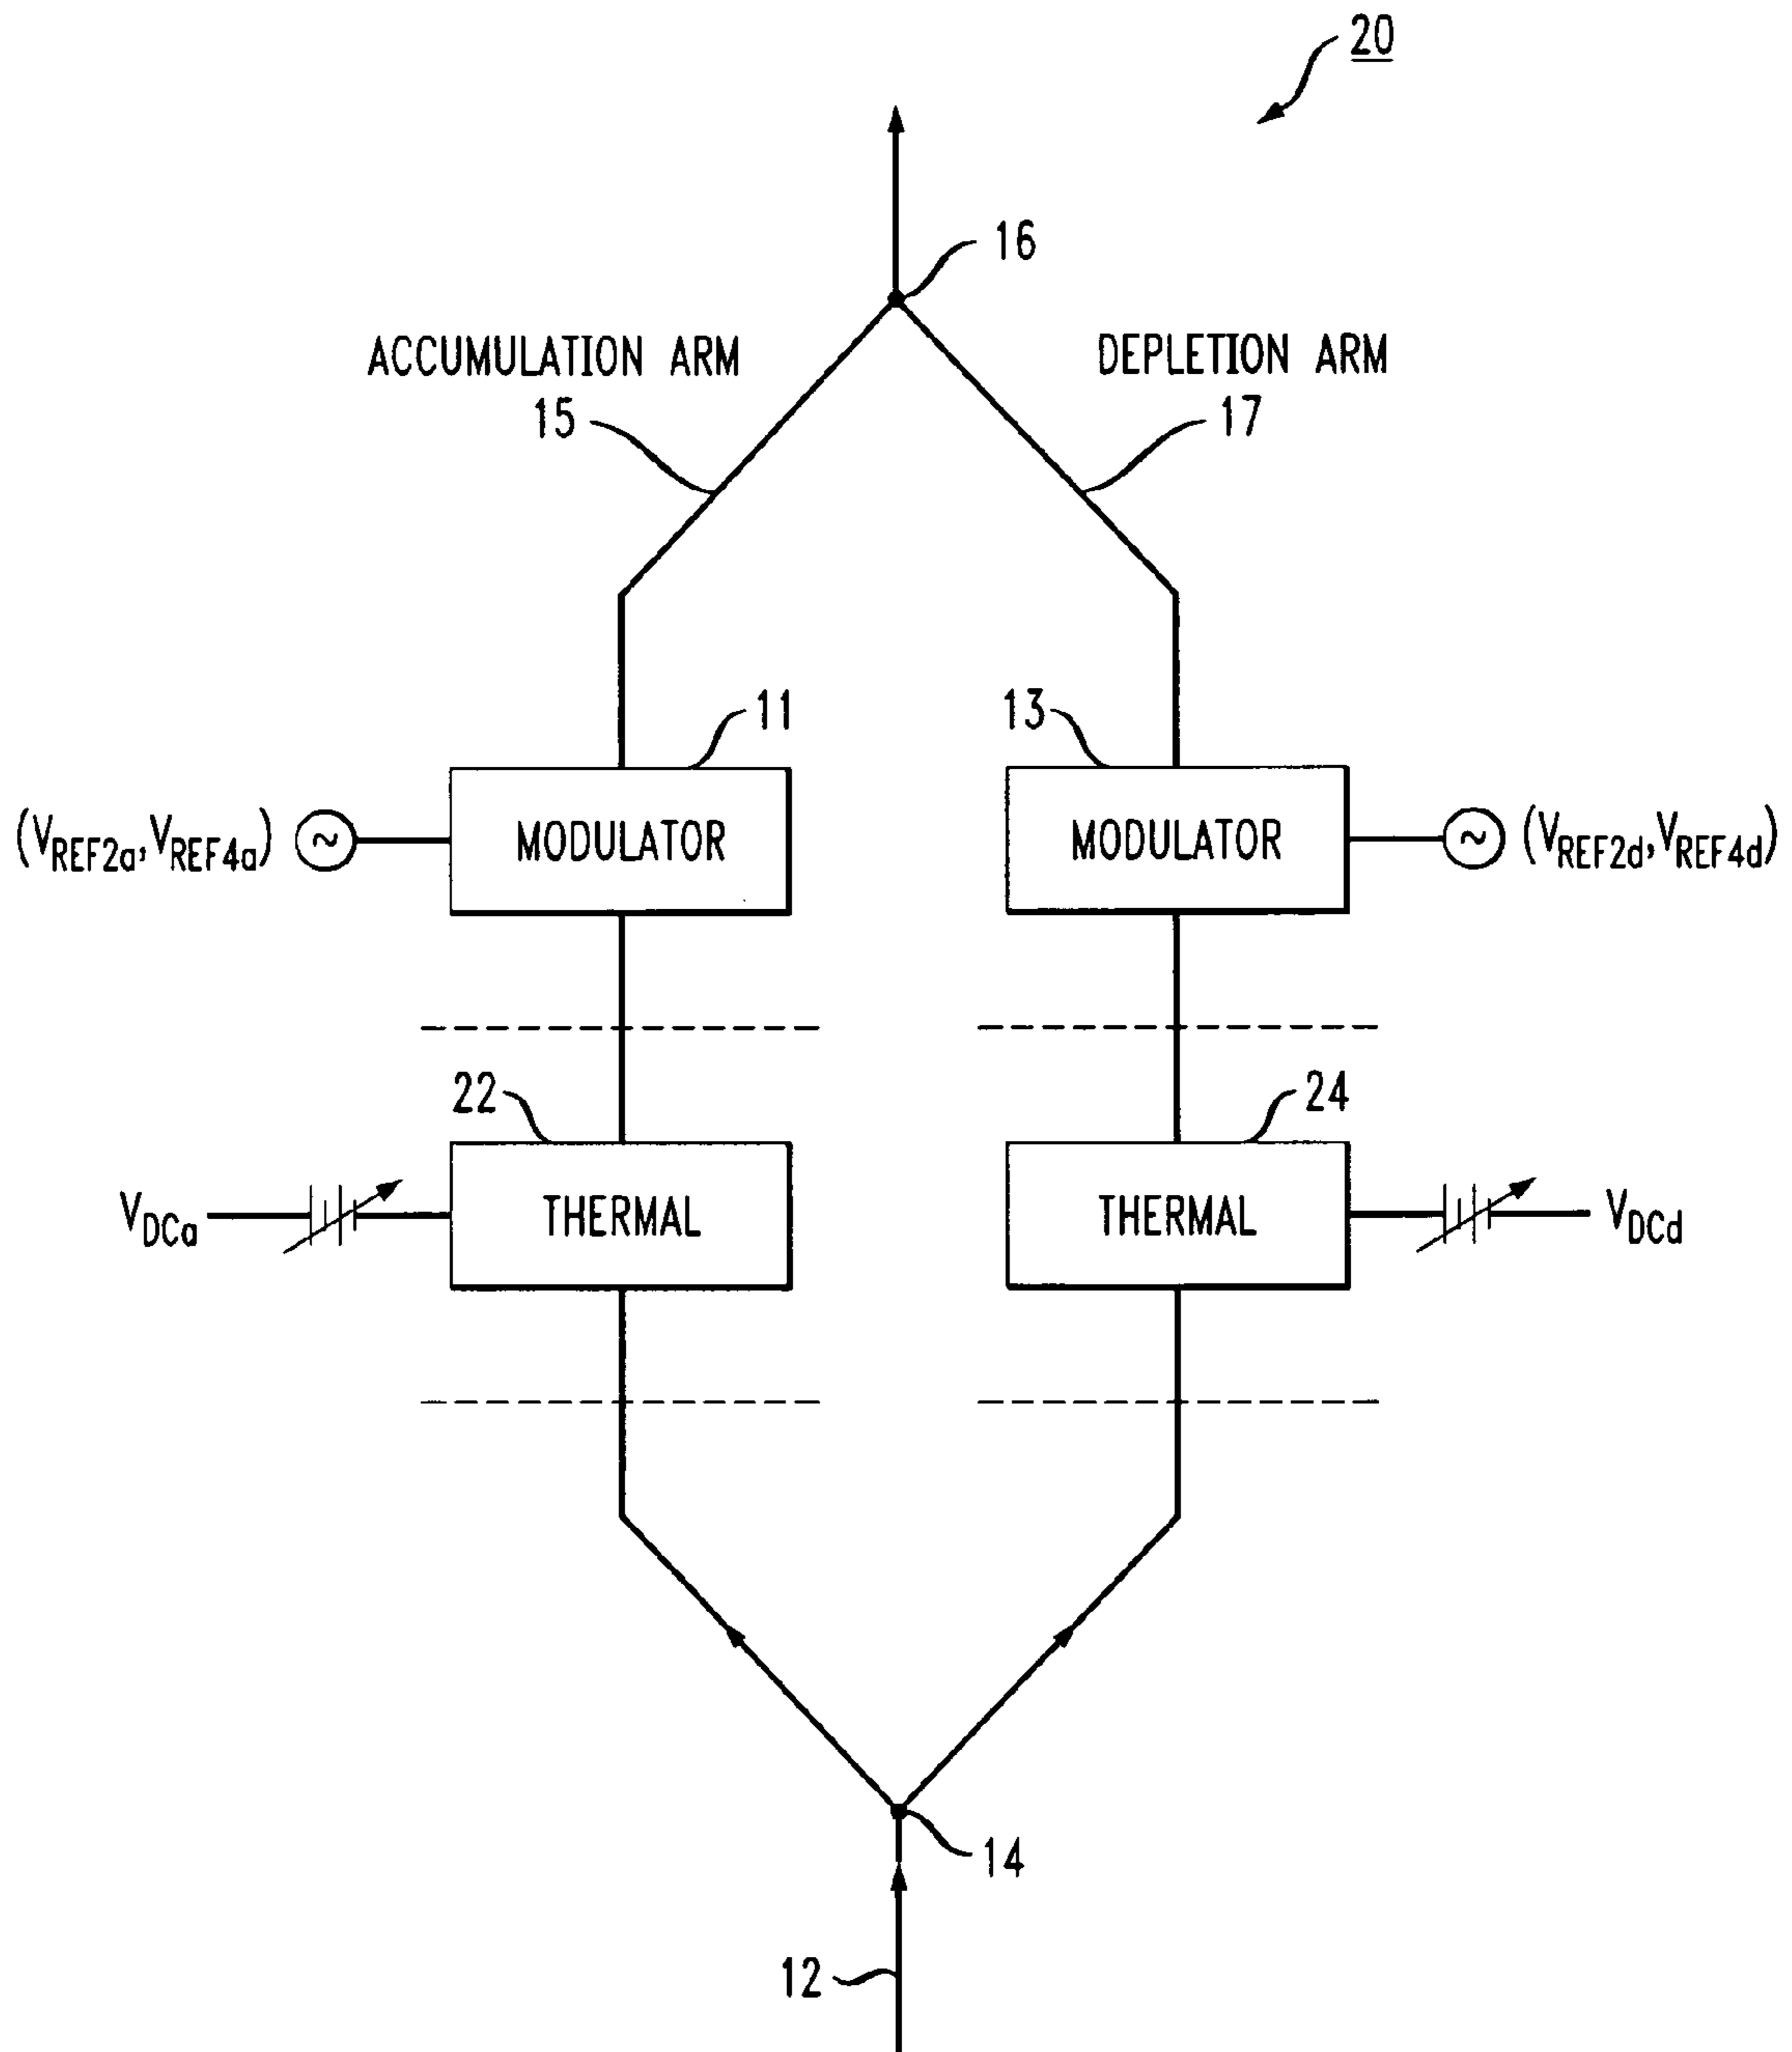 20
16
ACCUMULATION ARM
DEPLETION ARM
15
17
11
13
(VREF2a, VREF4a)
~
MODULATOR
MODULATOR
~
(VREF2d, VREF4d)
22
24
VDCa
THERMAL
THERMAL
VDCd
14
12